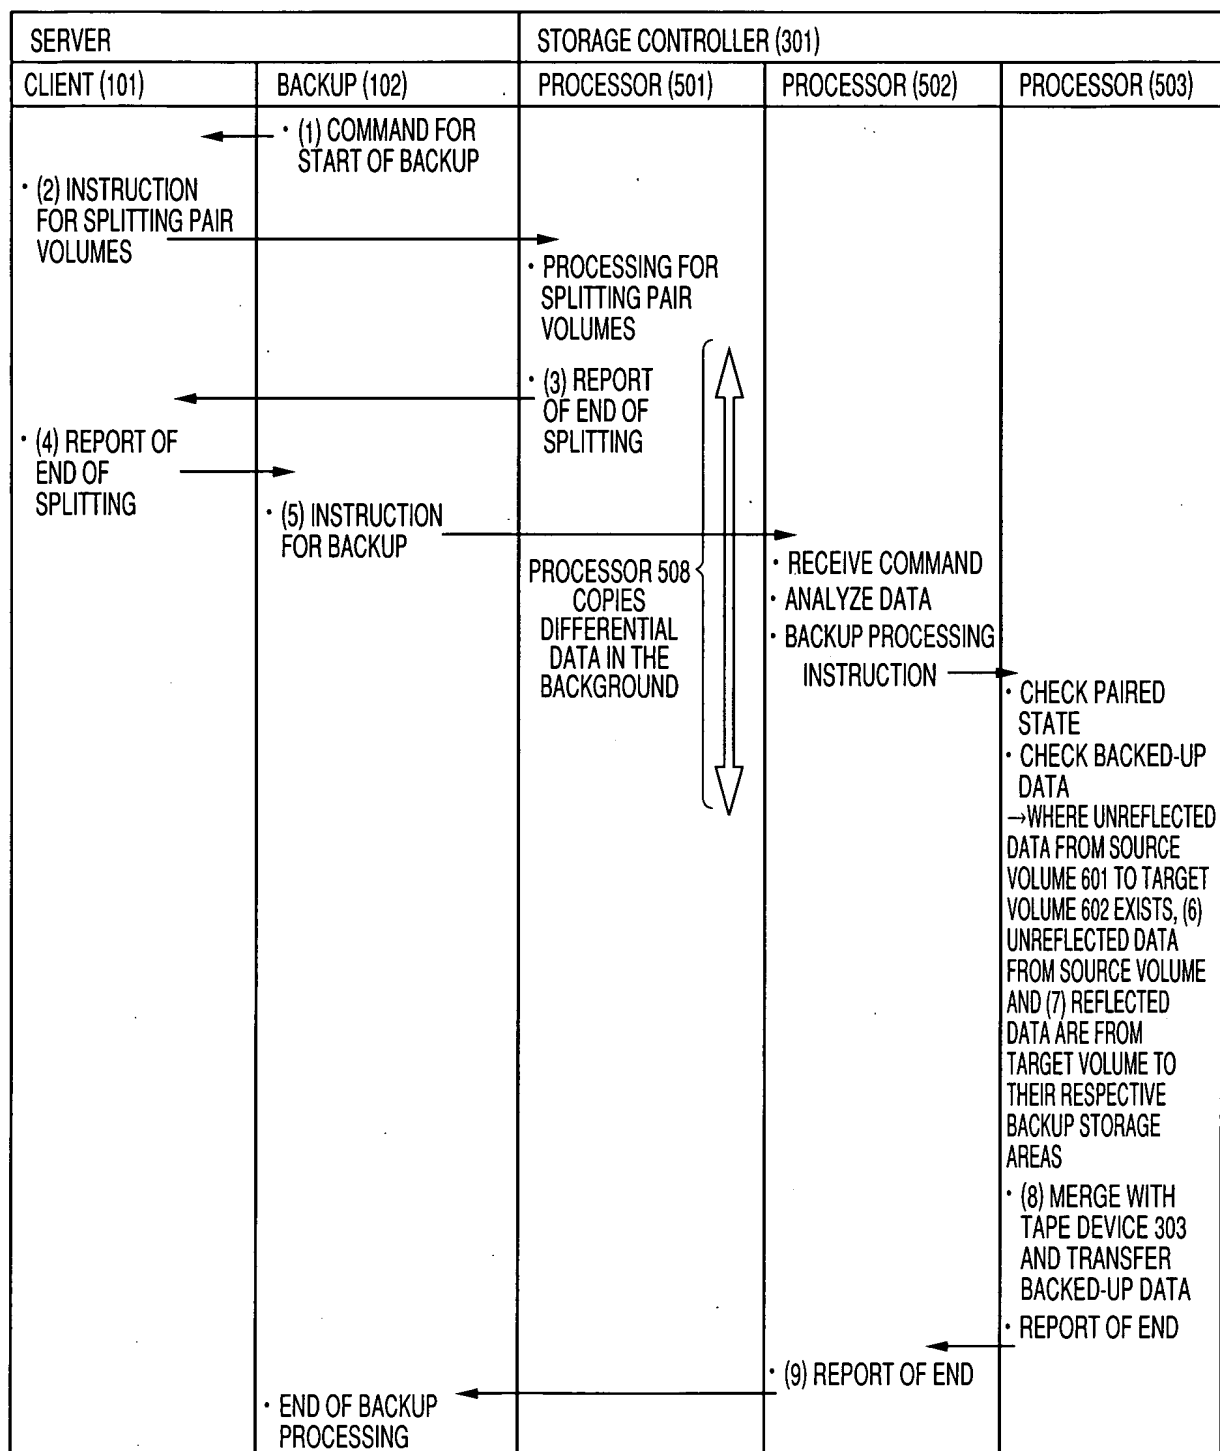 SERVER
STORAGE CONTROLLER (301)
CLIENT (101)
BACKUP (102)
PROCESSOR (501)
PROCESSOR (502)
PROCESSOR (503)
• (1) COMMAND FOR
START OF BACKUP
• (2) INSTRUCTION
FOR SPLITTING PAIR
VOLUMES
• PROCESSING FOR
SPLITTING PAIR
VOLUMES
• (3) REPORT
OF END OF
SPLITTING
• (4) REPORT OF
END OF
SPLITTING
• (5) INSTRUCTION
FOR BACKUP
PROCESSOR 508
COPIES
DIFFERENTIAL
DATA IN THE
BACKGROUND
• RECEIVE COMMAND
• ANALYZE DATA
• BACKUP PROCESSING
INSTRUCTION
• CHECK PAIRED
STATE
• CHECK BACKED-UP
DATA
→WHERE UNREFLECTED
DATA FROM SOURCE
VOLUME 601 TO TARGET
VOLUME 602 EXISTS, (6)
UNREFLECTED DATA
FROM SOURCE VOLUME
AND (7) REFLECTED
DATA ARE FROM
TARGET VOLUME TO
THEIR RESPECTIVE
BACKUP STORAGE
AREAS
• (8) MERGE WITH
TAPE DEVICE 303
AND TRANSFER
BACKED-UP DATA
• REPORT OF END
• (9) REPORT OF END
• END OF BACKUP
PROCESSING